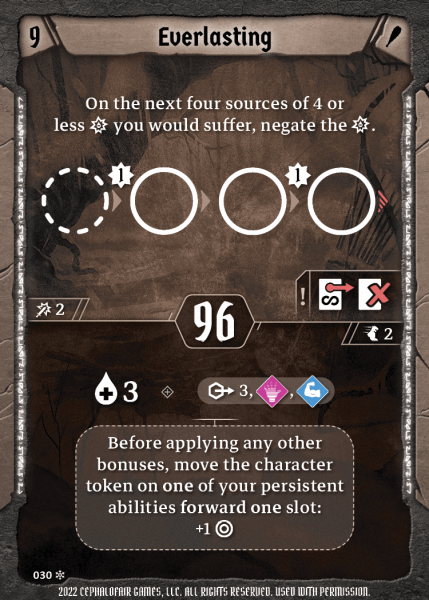 9
Everlasting
On the next four sources of 4 or
less you would suffer, negate the .
1
1
2
96
!
S
2
3
3, ,
Before applying any other
bonuses, move the character
token on one of your persistent
abilities forward one slot:
+1
030
2022 CEPHALOFAIR GAMES, LLC. ALL RIGHTS RESERVED. USED WITH PERMISSION.